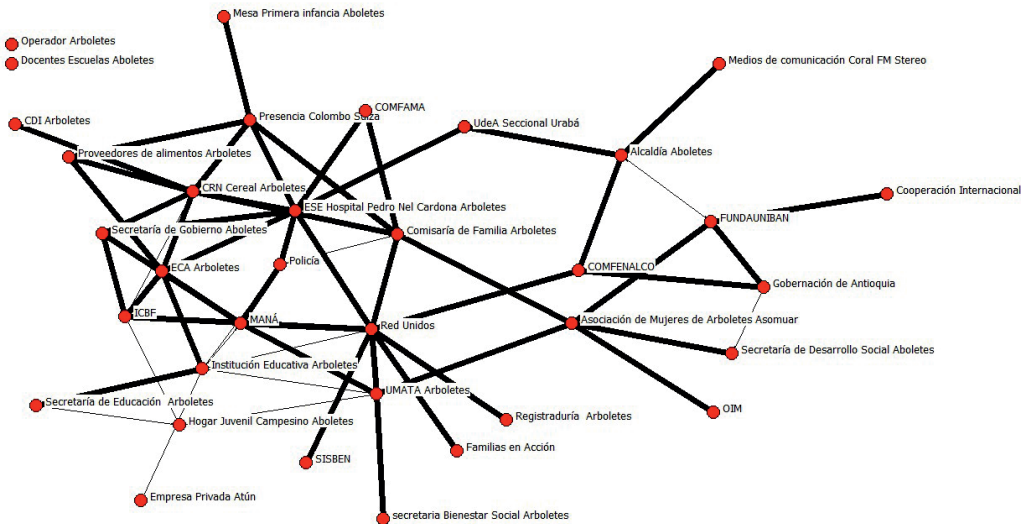 Mesa Primera infancia Aboletes
Operador Arboletes
Docentes Escuelas Aboletes
Medios de comunicación Coral FM Stereo
COMFAMA
Presencia Colombo Suiza
CDI Arboletes
UdeA Seccional Urabá
Alcaldía Aboletes
Proveedores de alimentos Arboletes
CRN Cereal Arboletes
Cooperación Internacional
ESE Hospital Pedro Nel Cardona Arboletes
FUNDAUNIBAN
Secretaría de Gobierno Aboletes
Comisaría de Familia Arboletes
Policía
ECA Arboletes
COMFENALCO
Gobernación de Antioquia
ICBF
MANÁ
Red Unidos
Asociación de Mujeres de Arboletes Asomuar
Secretaría de Desarrollo Social Aboletes
Institución Educativa Arboletes
UMATA Arboletes
Secretaría de Educación  Arboletes
OIM
Registraduría  Arboletes
Hogar Juvenil Campesino Aboletes
Familias en Acción
SISBEN
Empresa Privada Atún
secretaria Bienestar Social Arboletes